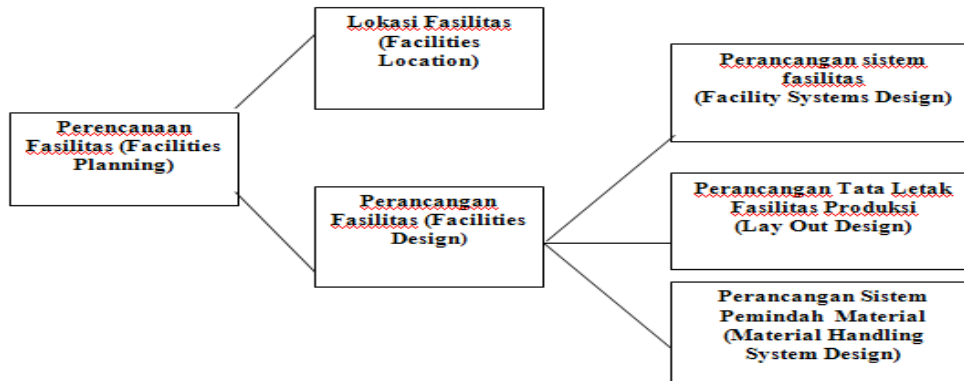 Lokasi Fasilitas
(Facilities
Location)
Perencanaan
Fasilitas (Facilities
Planning)
Perancangan
Fasilitas (Facilities
Design)
Perancangan sistem
fasilitas
(Facility Systems Design)
Perancangan Tata Letak
Fasilitas Produksi
(Lay Out Design)
Perancangan Sistem
Pemindah Material
(Material Handling
System Design)